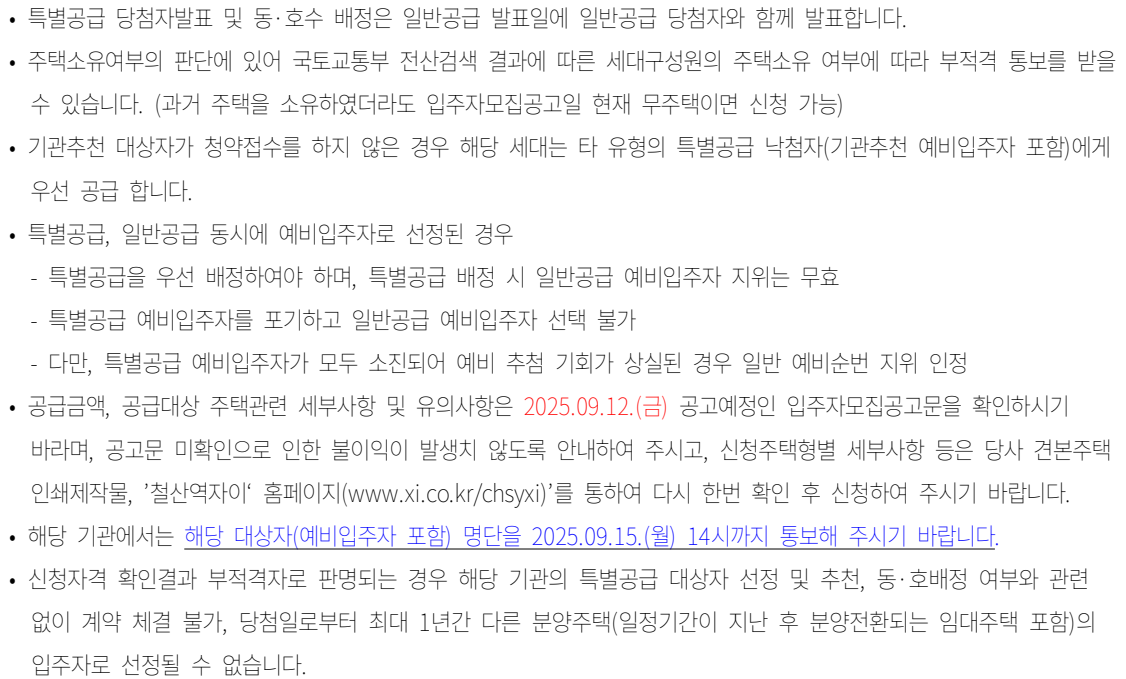 • 특별공급 당첨자발표 및 동·호수 배정은 일반공급 발표일에 일반공급 당첨자와 함께 발표합니다.
• 주택소유여부의 판단에 있어 국토교통부 전산검색 결과에 따른 세대구성원의 주택소유 여부에 따라 부적격 통보를 받을
수 있습니다. (과거 주택을 소유하였더라도 입주자모집공고일 현재 무주택이면 신청 가능)
• 기관추천 대상자가 청약접수를 하지 않은 경우 해당 세대는 타 유형의 특별공급 낙첨자(기관추천 예비입주자 포함)에게
우선 공급 합니다.
• 특별공급, 일반공급 동시에 예비입주자로 선정된 경우
- 특별공급을 우선 배정하여야 하며, 특별공급 배정 시 일반공급 예비입주자 지위는 무효
- 특별공급 예비입주자를 포기하고 일반공급 예비입주자 선택 불가
- 다만, 특별공급 예비입주자가 모두 소진되어 예비 추첨 기회가 상실된 경우 일반 예비순번 지위 인정
• 공급금액, 공급대상 주택관련 세부사항 및 유의사항은 2025.09.12.(금) 공고예정인 입주자모집공고문을 확인하시기
바라며, 공고문 미확인으로 인한 불이익이 발생치 않도록 안내하여 주시고, 신청주택형별 세부사항 등은 당사 견본주택
인쇄제작물, ’철산역자이‘ 홈페이지(www.xi.co.kr/chsyxi)’를 통하여 다시 한번 확인 후 신청하여 주시기 바랍니다.
• 해당 기관에서는 해당 대상자(예비입주자 포함) 명단을 2025.09.15.(월) 14시까지 통보해 주시기 바랍니다.
• 신청자격 확인결과 부적격자로 판명되는 경우 해당 기관의 특별공급 대상자 선정 및 추천, 동·호배정 여부와 관련
없이 계약 체결 불가, 당첨일로부터 최대 1년간 다른 분양주택(일정기간이 지난 후 분양전환되는 임대주택 포함)의
입주자로 선정될 수 없습니다.